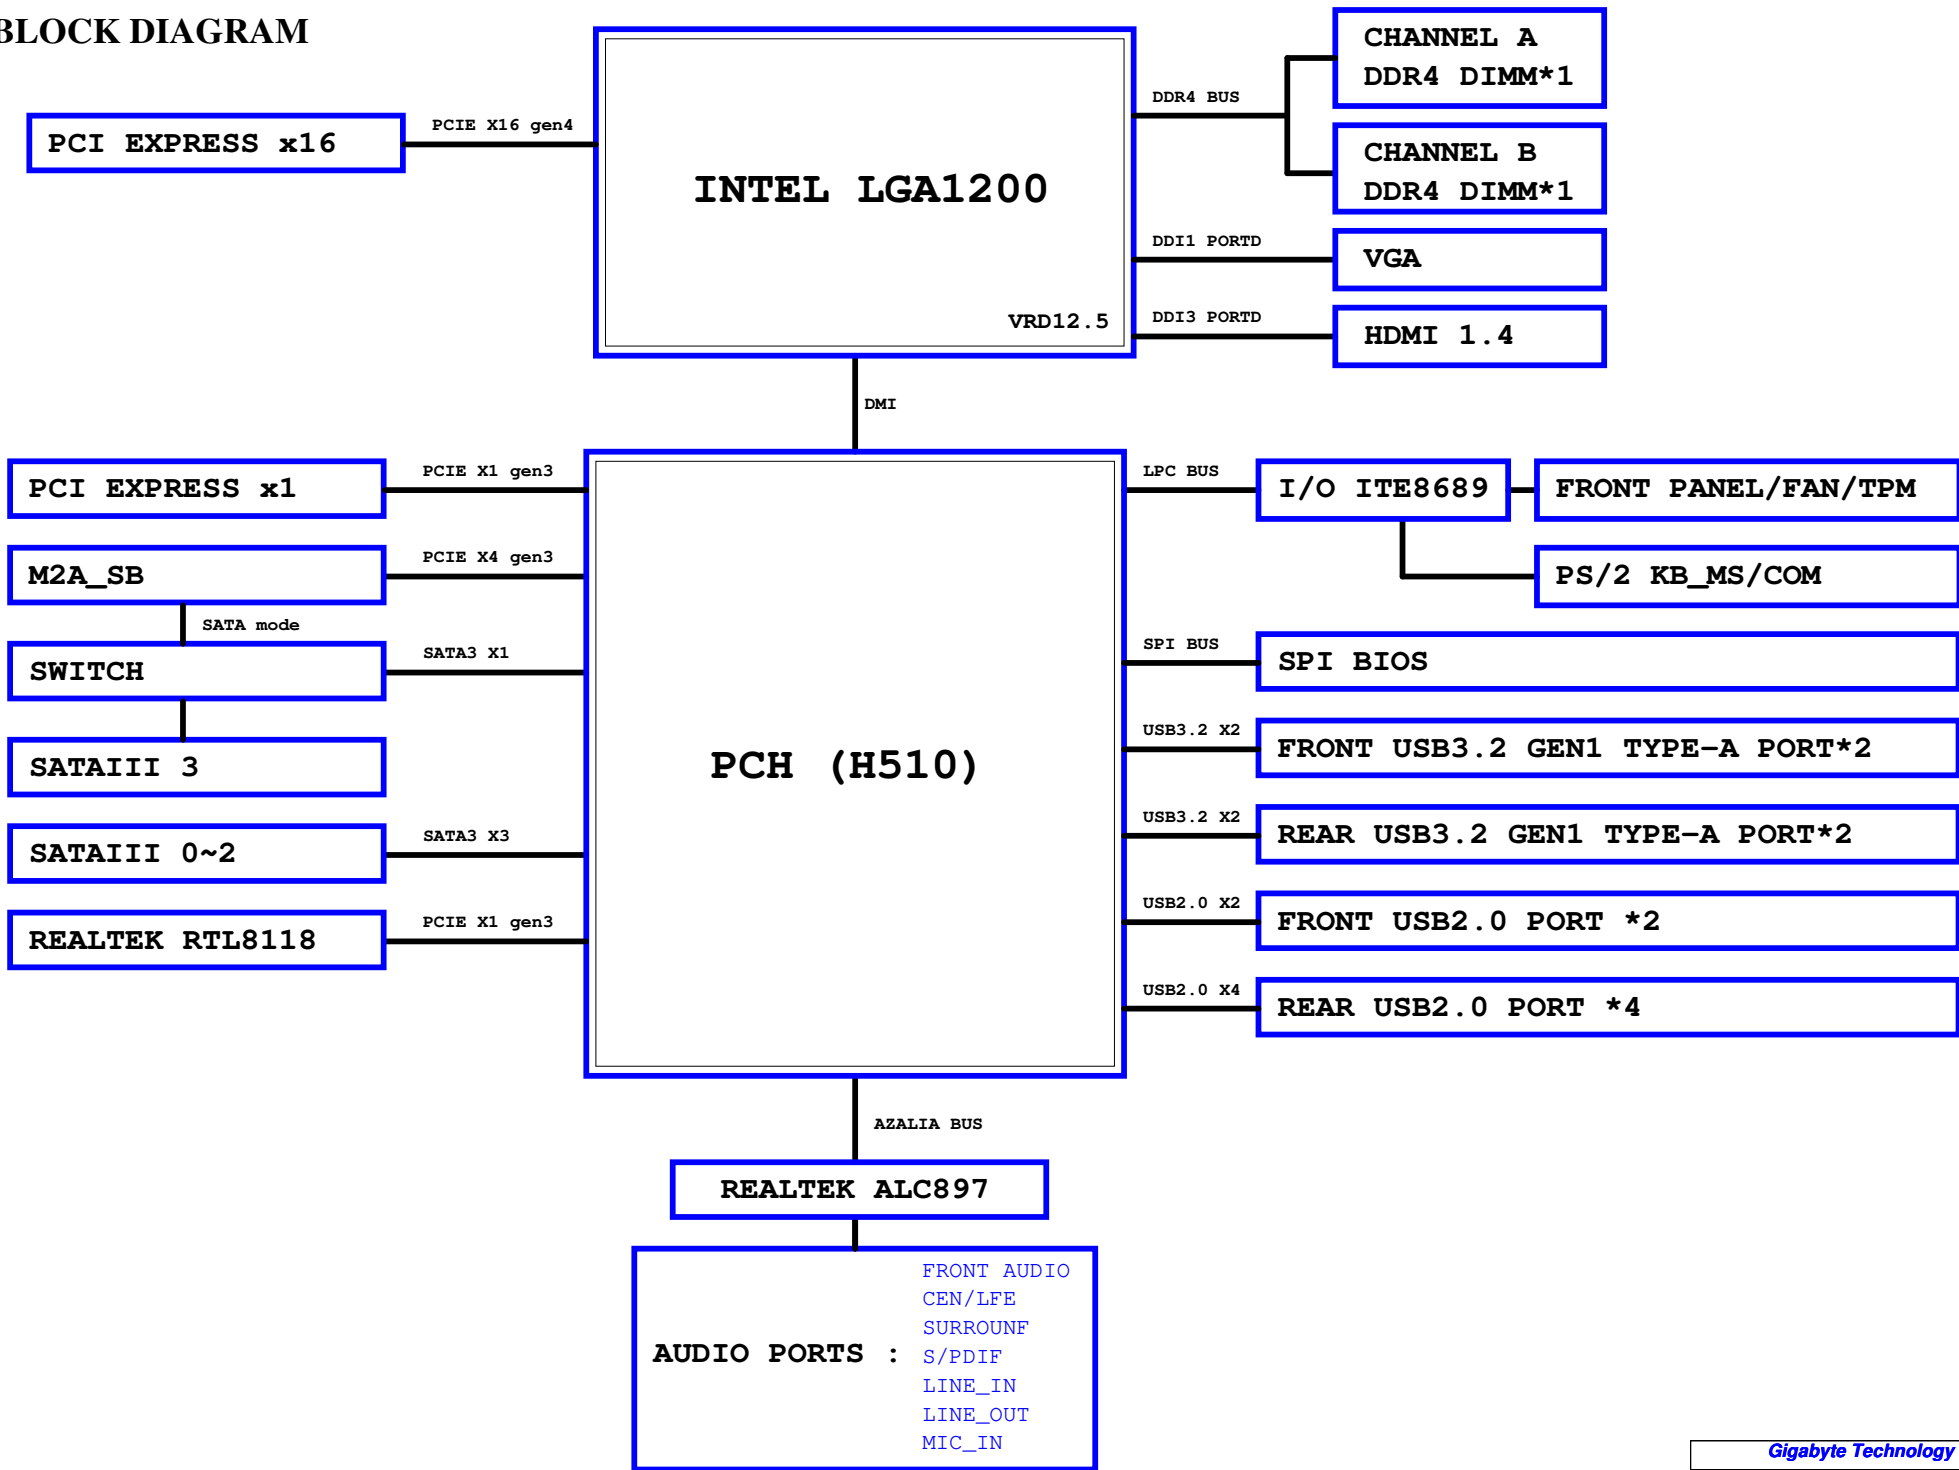 BLOCK DIAGRAM
CHANNEL A
DDR4 DIMM*1
DDR4 BUS
PCI EXPRESS x16
PCIE X16 gen4
CHANNEL B
DDR4 DIMM*1
INTEL LGA1200
DDI1 PORTD
VGA
VRD12.5
DDI3 PORTD
HDMI 1.4
DMI
PCI EXPRESS x1
PCIE X1 gen3
LPC BUS
I/O ITE8689
FRONT PANEL/FAN/TPM
M2A_SB
PCIE X4 gen3
PS/2 KB_MS/COM
SATA mode
SWITCH
SATA3 X1
SPI BUS
SPI BIOS
SATAIII 3
PCH (H510)
USB3.2 X2
FRONT USB3.2 GEN1 TYPE-A PORT*2
SATAIII 0~2
SATA3 X3
USB3.2 X2
REAR USB3.2 GEN1 TYPE-A PORT*2
REALTEK RTL8118
PCIE X1 gen3
USB2.0 X2
FRONT USB2.0 PORT *2
USB2.0 X4
REAR USB2.0 PORT *4
AZALIA BUS
REALTEK ALC897
AUDIO PORTS :
FRONT AUDIO
CEN/LFE
SURROUNF
S/PDIF
LINE_IN
LINE_OUT
MIC_IN
Gigabyte Technology